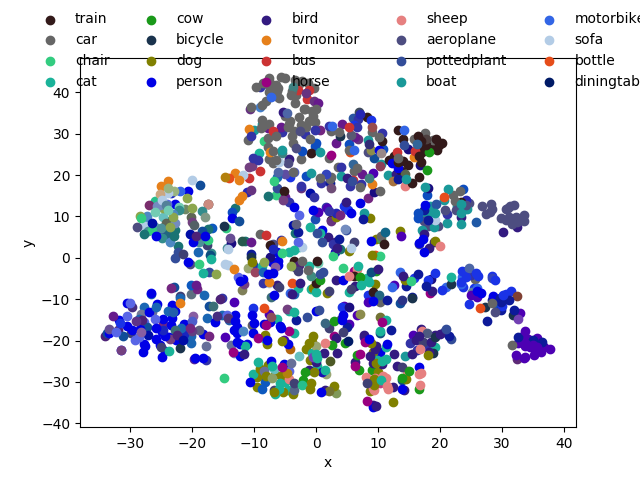 train cow bird sheep motorbike
car bicycle tvmonitor aeroplane sofa
chair dog bus pottedplant bottle
cat person horse boat diningtab
40
30
20
10
0
−10
−20
−30
−40
y
−30 −20 −10 0 10 20 30 40
x